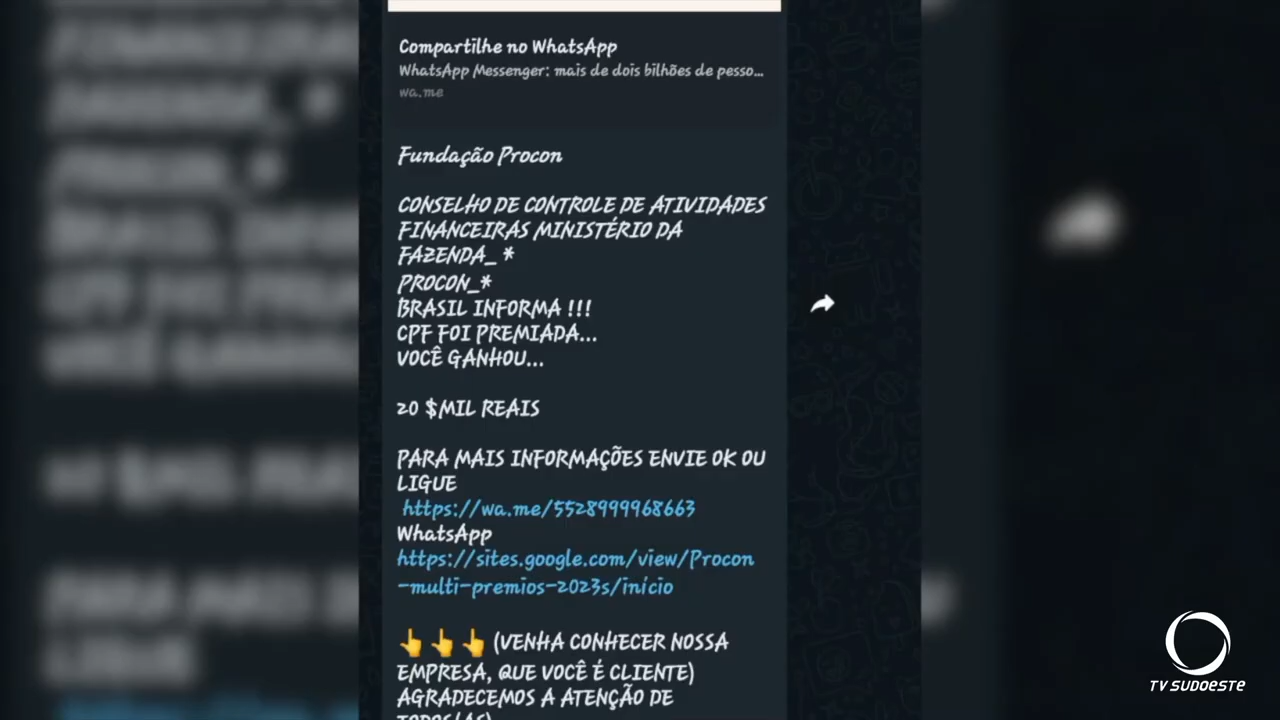 Compartilhe no WhatsApp
WhatsApp Messenger: mais de dois bilhões de pesso...
wa.me
Fundação Procon
CONSELHO DE CONTROLE DE ATIVIDADES
FINANCEIRAS MINISTÉRIO DA
FAZENDA_ *
PROCON_*
BRASIL INFORMA !!!
CPF FOI PREMIADA...
VOCÊ GANHOU...
20 $MIL REAIS
PARA MAIS INFORMAÇÕES ENVIE OK OU
LIGUE
https://wa.me/5528999968663
WhatsApp
https://sites.google.com/view/Procon
-multi-premios-2023s/início
👆👆👆 (VENHA CONHECER NOSSA
EMPRESA, QUE VOCÊ É CLIENTE)
AGRADECEMOS A ATENÇÃO DE
TODOS(AS)
TV SUDOESTE